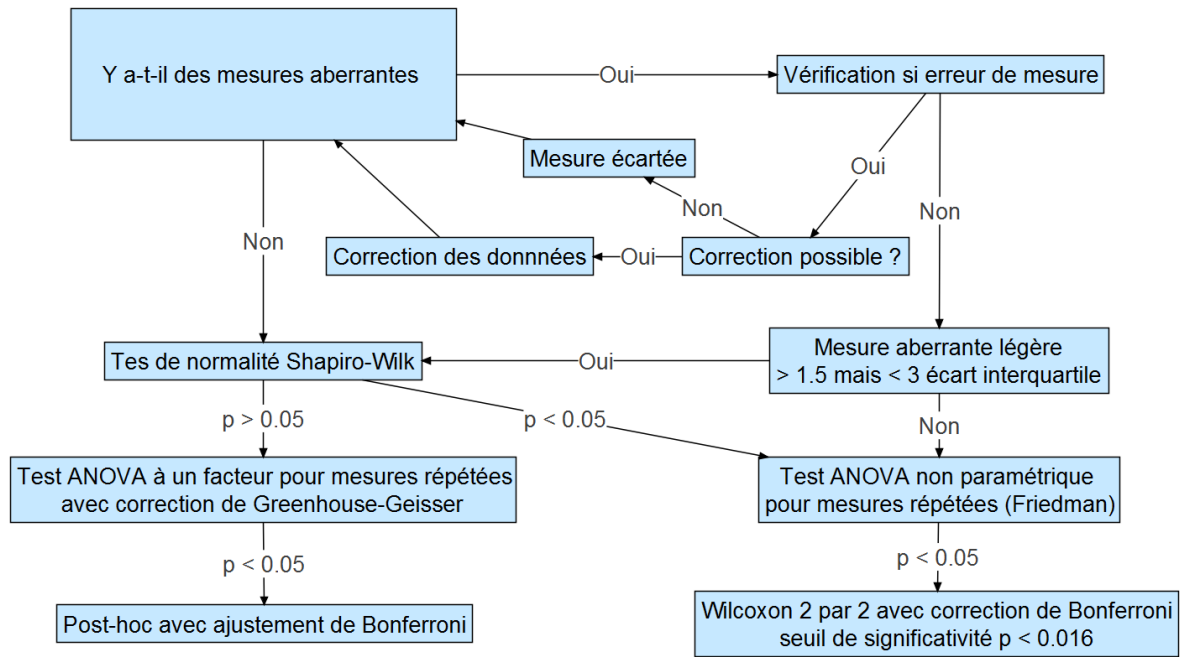 Y a-t-il des mesures aberrantes
Oui
Vérification si erreur de mesure
Mesure écartée
Oui
Non
Non
Non
Correction des donnnées
Oui
Correction possible ?
Tes de normalité Shapiro-Wilk
Oui
Mesure aberrante légère
> 1.5 mais < 3 écart interquartile
p > 0.05
p < 0.05
Non
Test ANOVA à un facteur pour mesures répétées
avec correction de Greenhouse-Geisser
Test ANOVA non paramétrique
pour mesures répétées (Friedman)
p < 0.05
p < 0.05
Post-hoc avec ajustement de Bonferroni
Wilcoxon 2 par 2 avec correction de Bonferroni
seuil de significativité p < 0.016